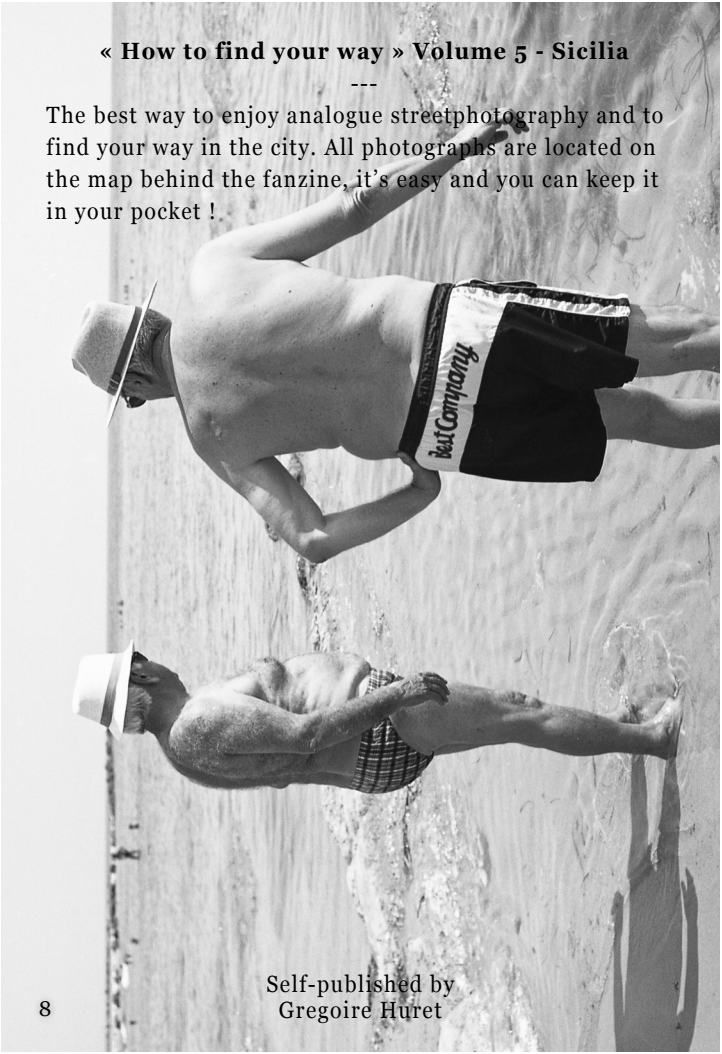 « How to find your way » Volume 5 - Sicilia
---
The best way to enjoy analogue streetphotography and to
find your way in the city. All photographs are located on
the map behind the fanzine, it’s easy and you can keep it
in your pocket !
Best Company
Self-published by
Gregoire Huret
8